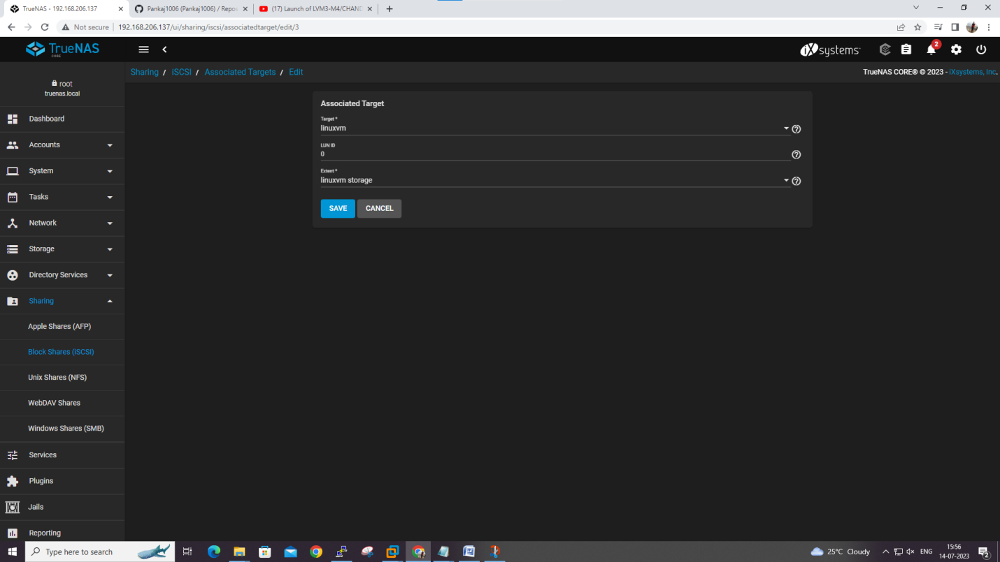 TrueNAS - 192.168.206.137
Pankaj1006 (Pankaj1006) / Repos
(17) Launch of LVM3-M4/CHAND
Not secure
192.168.206.137/ui/sharing/iscsi/associatedtarget/edit/3
TrueNAS
CORE
iXsystems
2
root
truenas.local
Sharing / iSCSI / Associated Targets / Edit
TrueNAS CORE® © 2023 - iXsystems, Inc.
Dashboard
Accounts
System
Tasks
Network
Storage
Directory Services
Sharing
Apple Shares (AFP)
Block Shares (iSCSI)
Unix Shares (NFS)
WebDAV Shares
Windows Shares (SMB)
Services
Plugins
Jails
Reporting
Associated Target
Target *
linuxvm
LUN ID
0
Extent *
linuxvm storage
SAVE
CANCEL
Type here to search
25°C Cloudy
ENG
15:56
14-07-2023
2